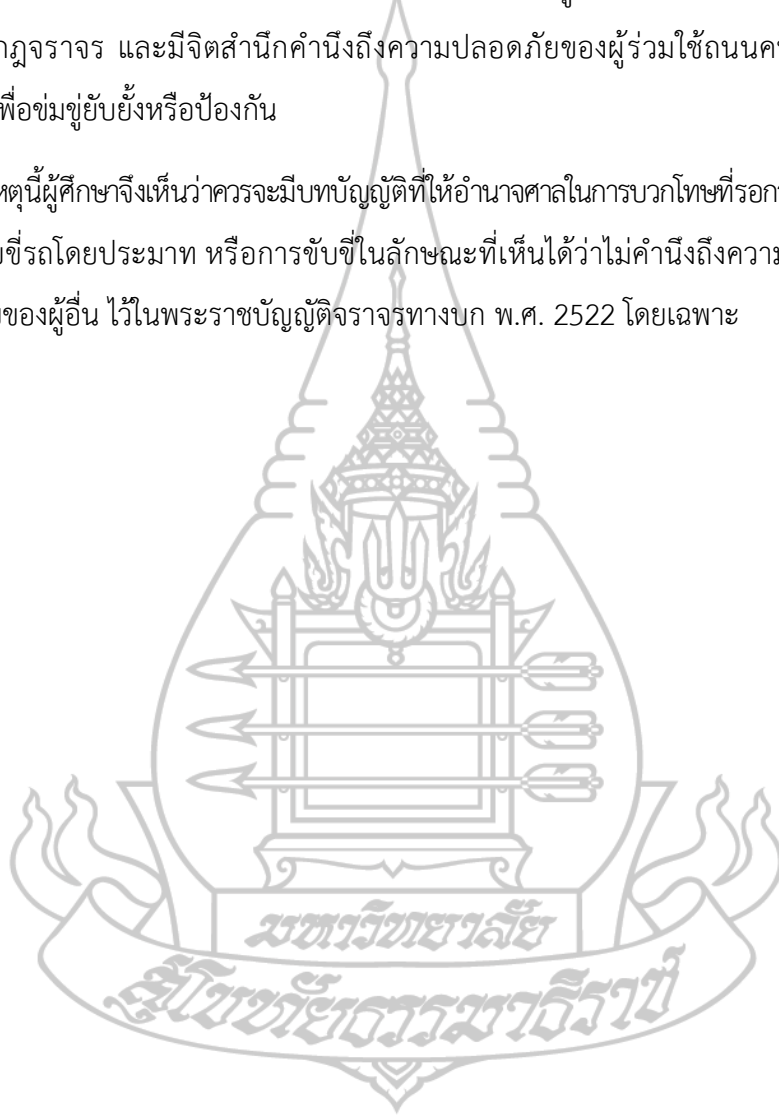 กฎจราจร และมีจิตสำนึกคำนึงถึงความปลอดภัยของผู้ร่วมใช้ถนน
เพื่อข่มขู่ยับยั้งหรือป้องกัน
เหตุนี้ผู้ศึกษาจึงเห็นว่าควรจะมีบทบัญญัติที่ให้อำนาจศาลในการบวกโทษที่รอ
ขี่รถโดยประมาท หรือการขับขี่ในลักษณะที่เห็นได้ว่าไม่คำนึงถึง
ของผู้อื่น ไว้ในพระราชบัญญัติจราจรทางบก พ.ศ. 2522 โดยเฉพาะ
มหาวิทยาลัย
สุโขทัยธรรมาธิราช